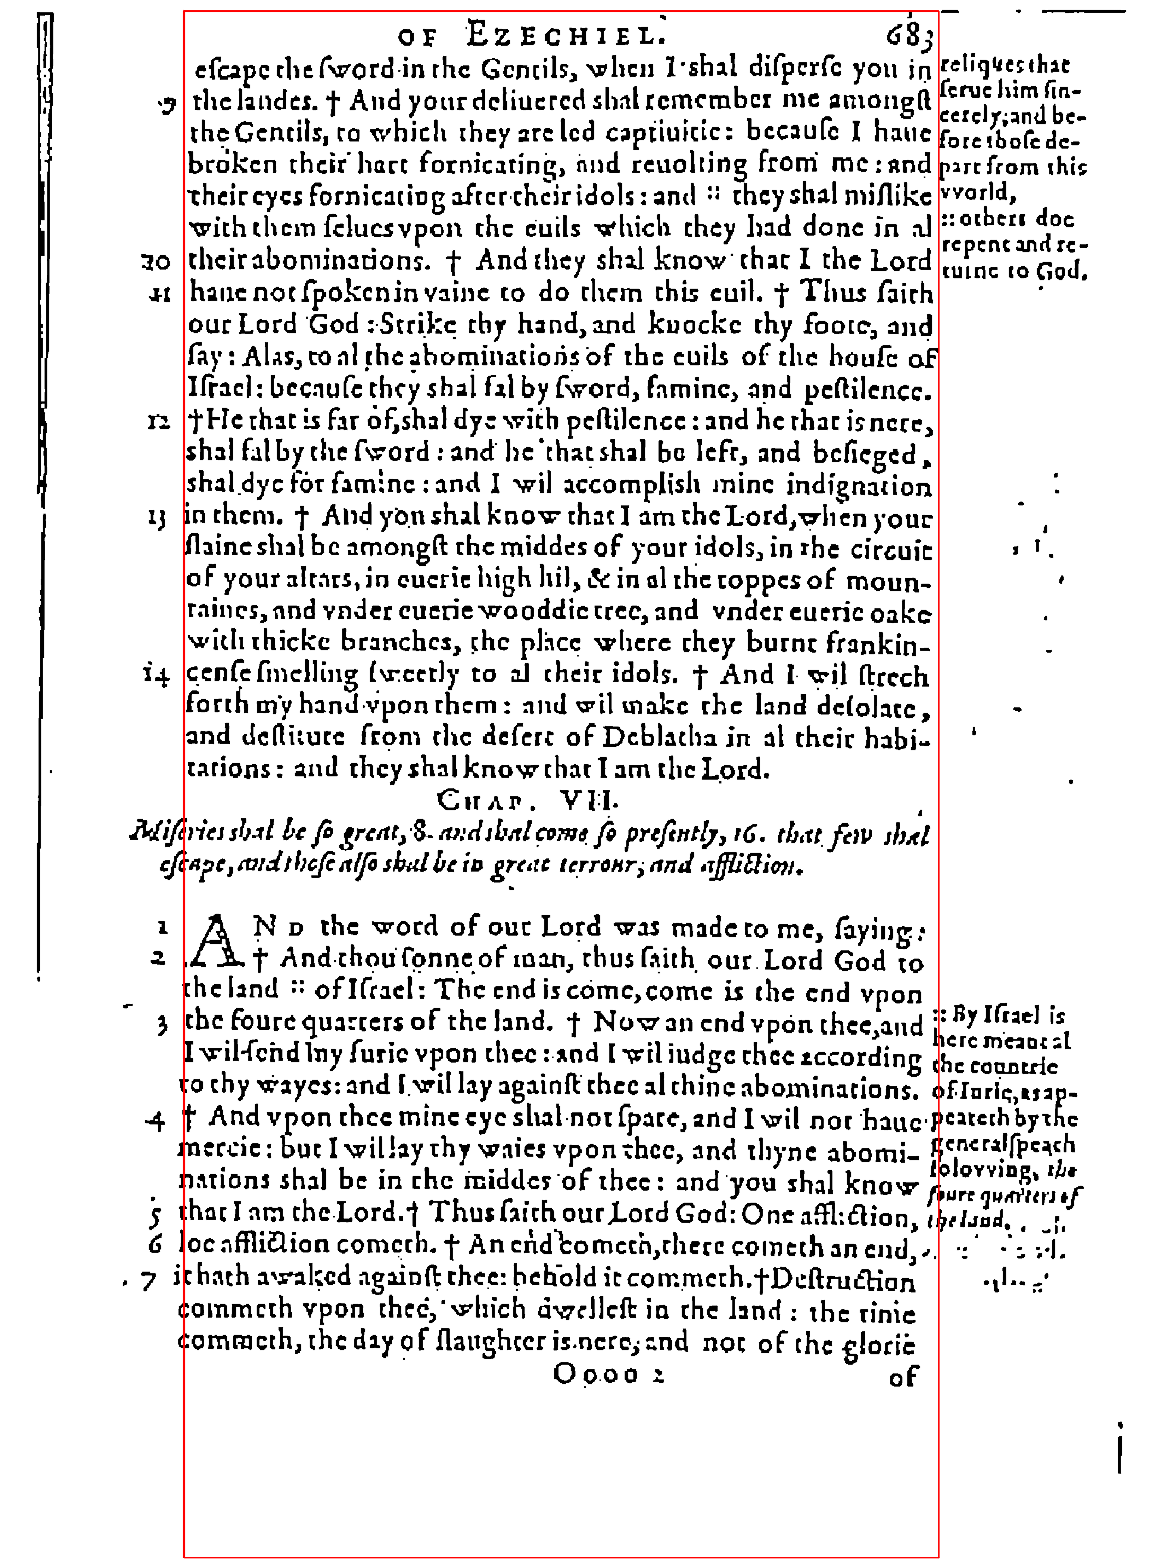 OF EZECHIEL. 683
eſcape the ſword in the Gentils, when I shal diſperſe you in
9 the landes. † And your deliuered shal remember me amongſt
the Gentils, to which they are led captiuitie: becauſe I haue
broken their hart fornicating, and reuolting from me: and
their eyes fornicating after their idols: and :: they shal miſlike
with them ſelues vpon the euils which they had done in al
10 their abominations. † And they shal know that I the Lord
11 haue not ſpoken in vaine to do them this euil. † Thus ſaith
our Lord God: Strike thy hand, and knocke thy foote, and
ſay: Alas, to al the abominations of the euils of the houſe of
Iſrael: becauſe they shal fal by ſword, famine, and peſtilence.
12 † He that is far of, shal dye with peſtilence: and he that is nere,
shal fal by the ſword: and he that shal be left, and beſieged,
shal dye for famine: and I wil accomplish mine indignation
13 in them. † And you shal know that I am the Lord, when your
ſlaine shal be amongſt the middes of your idols, in the circuit
of your altars, in euerie high hil, & in al the toppes of moun-
taines, and vnder euerie wooddie tree, and vnder euerie oake
with thicke branches, the place where they burnt frankin-
14 cenſe ſmelling ſweetly to al their idols. † And I wil ſtrech
forth my hand vpon them: and wil make the land deſolate,
and deſtitute from the deſert of Deblatha in al their habi-
tations: and they shal know that I am the Lord.
reliques that
ſerue him ſin-
cerely; and be-
fore thoſe de-
part from this
vvorld,
:: others doe
repent and re-
turne to God.
CHAP. VII.
Miſeries shal be ſo great, 8. and shal come ſo preſently, 16. that few shal
eſcape, and theſe alſo shal be in great terrour, and affliction.
1 AND the word of our Lord was made to me, ſaying:
2 † And thou ſonne of man, thus ſaith our Lord God to
the land :: of Iſrael: The end is come, come is the end vpon
3 the foure quarters of the land. † Now an end vpon thee, and
I wil ſend my furie vpon thee: and I wil iudge thee according
to thy wayes: and I wil lay againſt thee al thine abominations.
4 † And vpon thee mine eye shal not ſpare, and I wil not haue
mercie: but I wil lay thy waies vpon thee, and thyne abomi-
nations shal be in the middes of thee: and you shal know
5 that I am the Lord. † Thus ſaith our Lord God: One affliction,
6 loe affliction cometh. † An end cometh, there cometh an end,
7 it hath awaked againſt thee: behold it commeth. † Deſtruction
commeth vpon thee, which dwelleſt in the land: the time
commeth, the day of ſlaughter is nere, and not of the glorie
:: By Iſrael is
here meant al
the countrie
of Iurie, as ap-
peareth by the
general ſpeach
folovving, the
foure quarters of
the land.
Oooo 2 of